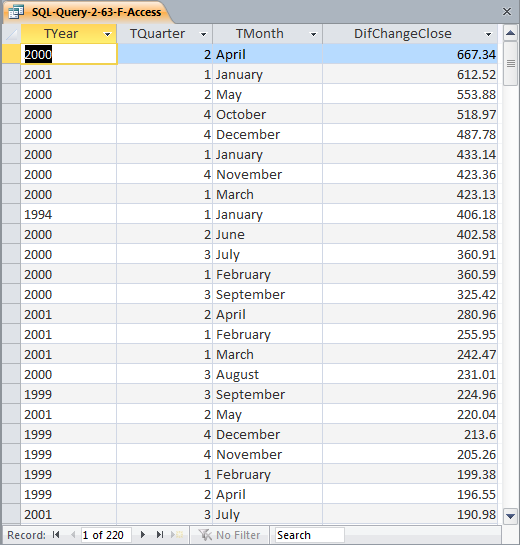 SQL-Query-2-63-F-Access
TYear TQuarter TMonth DifChangeClose
2000 2 April 667.34
2001 1 January 612.52
2000 2 May 553.88
2000 4 October 518.97
2000 4 December 487.78
2000 1 January 433.14
2000 4 November 423.36
2000 1 March 423.13
1994 1 January 406.18
2000 2 June 402.58
2000 3 July 360.91
2000 1 February 360.59
2000 3 September 325.42
2001 2 April 280.96
2001 1 February 255.95
2001 1 March 242.47
2000 3 August 231.01
1999 3 September 224.96
2001 2 May 220.04
1999 4 December 213.6
1999 4 November 205.26
1999 1 February 199.38
1999 2 April 196.55
2001 3 July 190.98
Record: 1 of 220 No Filter Search